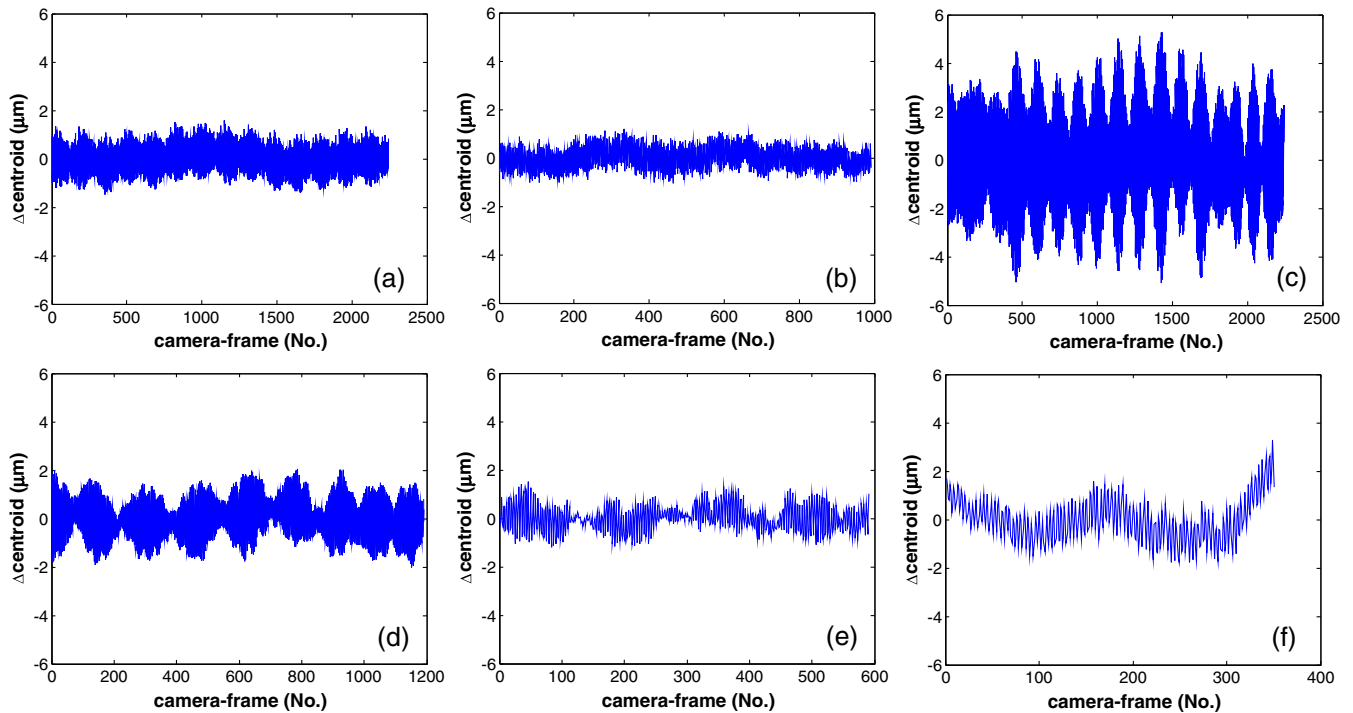 6
4
2
0
-2
-4
-6
Δcentroid (µm)
0 500 1000 1500 2000 2500
camera-frame (No.)
(a)
6
4
2
0
-2
-4
-6
Δcentroid (µm)
0 200 400 600 800 1000
camera-frame (No.)
(b)
6
4
2
0
-2
-4
-6
Δcentroid (µm)
0 500 1000 1500 2000 2500
camera-frame (No.)
(c)
6
4
2
0
-2
-4
-6
Δcentroid (µm)
0 200 400 600 800 1000 1200
camera-frame (No.)
(d)
6
4
2
0
-2
-4
-6
Δcentroid (µm)
0 100 200 300 400 500 600
camera-frame (No.)
(e)
6
4
2
0
-2
-4
-6
Δcentroid (µm)
0 100 200 300 400
camera-frame (No.)
(f)